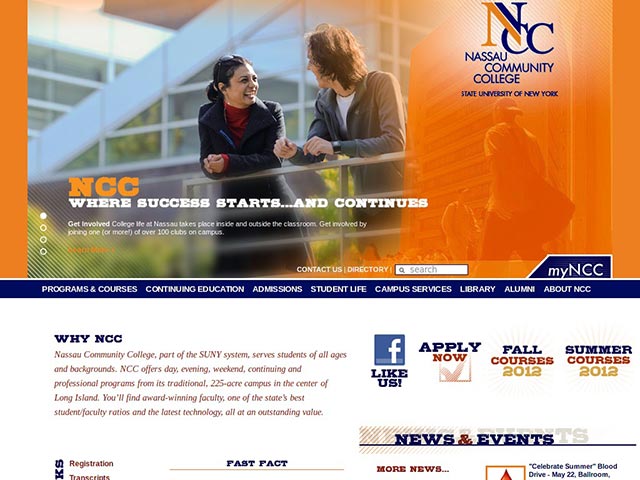 NCC
NASSAU
COMMUNITY
COLLEGE
STATE UNIVERSITY OF NEW YORK
NCC
WHERE SUCCESS STARTS...AND CONTINUES
Get Involved College life at Nassau takes place inside and outside the classroom. Get involved by
joining one (or more!) of over 100 clubs on campus.
CONTACT US | DIRECTORY | search
myNCC
PROGRAMS & COURSES CONTINUING EDUCATION ADMISSIONS STUDENT LIFE CAMPUS SERVICES LIBRARY ALUMNI ABOUT NCC
WHY NCC
Nassau Community College, part of the SUNY system, serves students of all ages
and backgrounds. NCC offers day, evening, weekend, continuing and
professional programs from its traditional, 225-acre campus in the center of
Long Island. You'll find award-winning faculty, one of the state's best
student/faculty ratios and the latest technology, all at an outstanding value.
LIKE
US!
APPLY
NOW
FALL
COURSES
2012
SUMMER
COURSES
2012
NEWS & EVENTS
Registration
Transcripts
FAST FACT
MORE NEWS...
"Celebrate Summer" Blood
Drive - May 22, Ballroom,